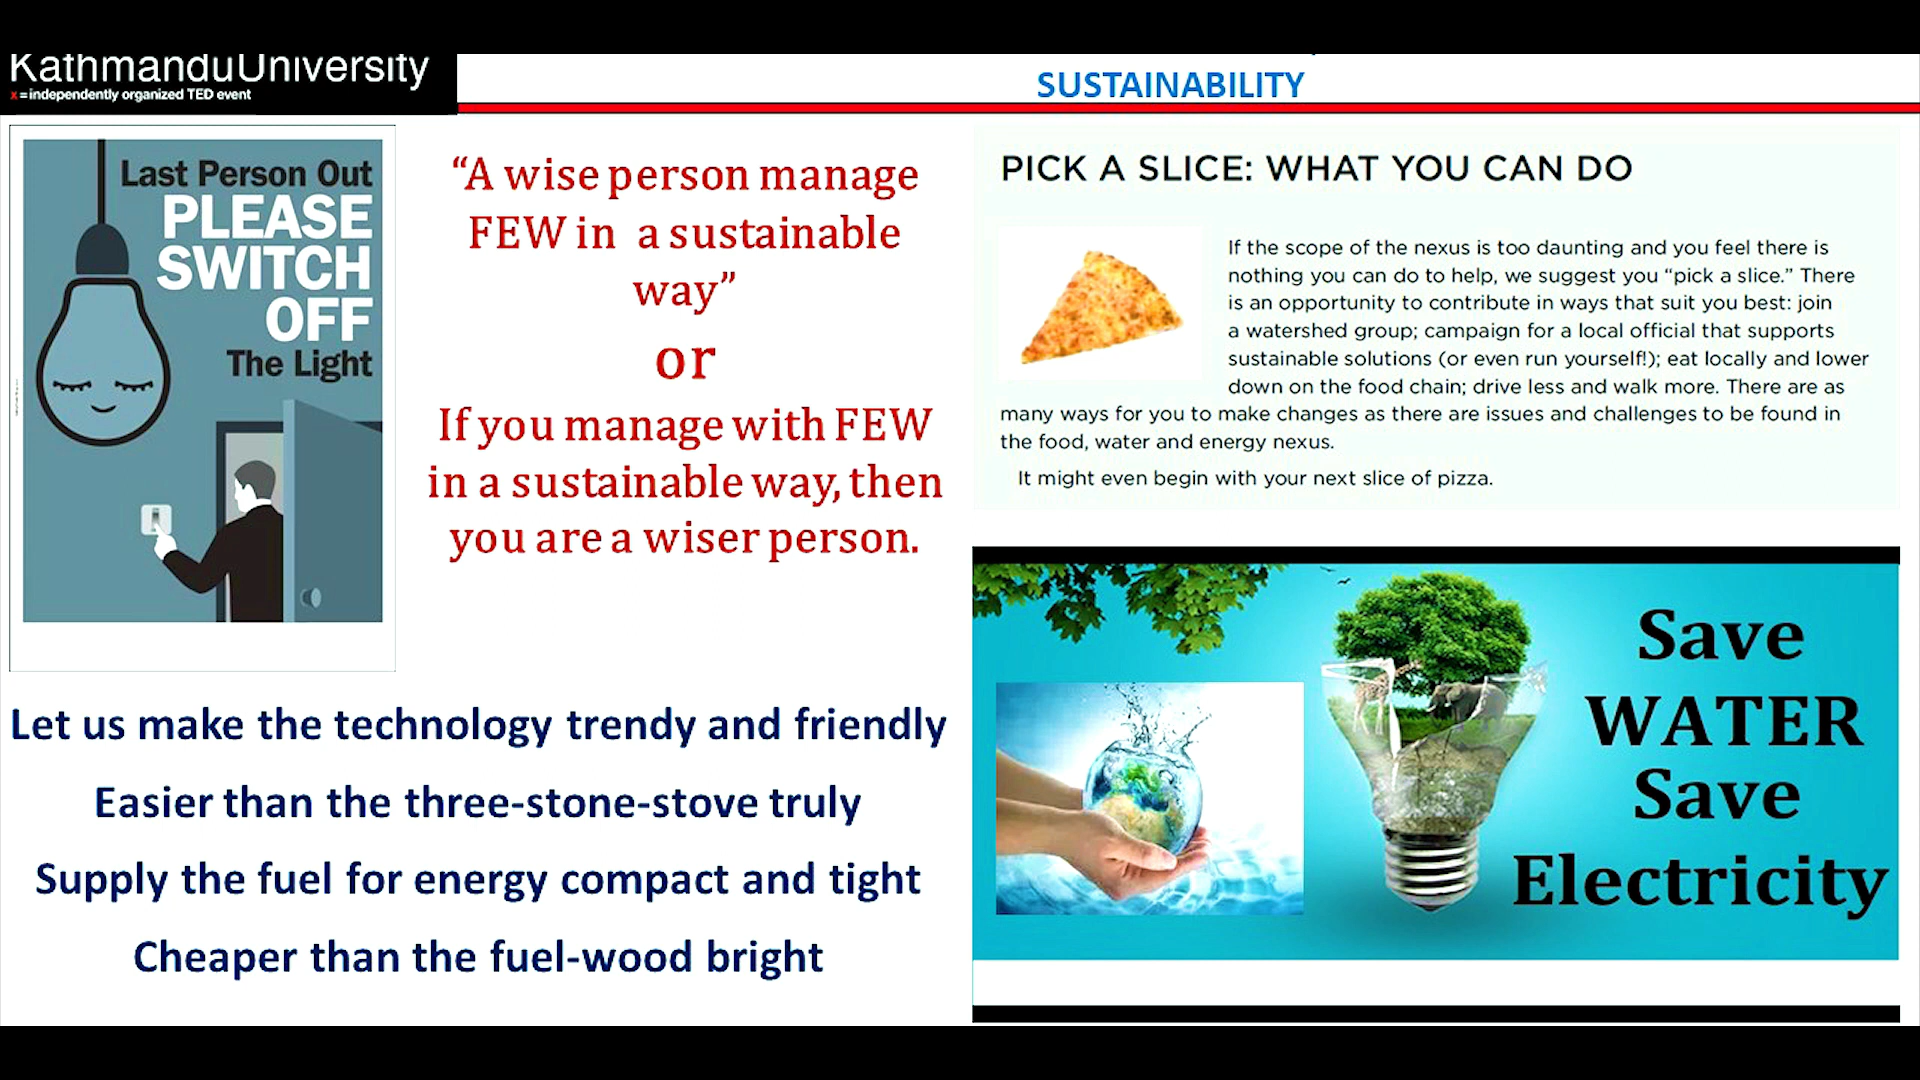 KathmanduUniversity
x=independently organized TED event
SUSTAINABILITY
Last Person Out
PLEASE
SWITCH
OFF
The Light
“A wise person manage
FEW in a sustainable
way”
or
If you manage with FEW
in a sustainable way, then
you are a wiser person.
PICK A SLICE: WHAT YOU CAN DO
If the scope of the nexus is too daunting and you feel there is
nothing you can do to help, we suggest you “pick a slice.” There
is an opportunity to contribute in ways that suit you best: join
a watershed group; campaign for a local official that supports
sustainable solutions (or even run yourself!); eat locally and lower
down on the food chain; drive less and walk more. There are as
many ways for you to make changes as there are issues and challenges to be found in
the food, water and energy nexus.
It might even begin with your next slice of pizza.
Let us make the technology trendy and friendly
Easier than the three-stone-stove truly
Supply the fuel for energy compact and tight
Cheaper than the fuel-wood bright
Save
WATER
Save
Electricity